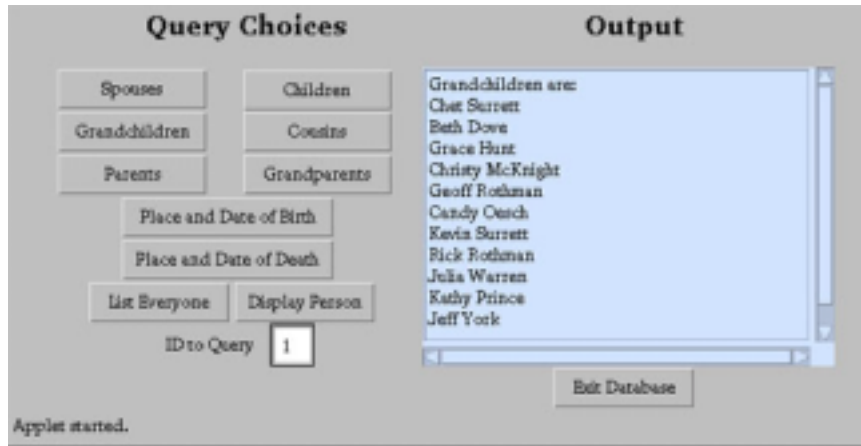 Query Choices
Output
Spouses
Children
Grandchildren
Cousins
Parents
Grandparents
Place and Date of Birth
Place and Date of Death
List Everyone
Display Person
ID to Query 1
Grandchildren are:
Chet Surrett
Beth Dove
Grace Hunt
Christy McKnight
Geoff Rothman
Candy Oesch
Kevin Surrett
Rick Rothman
Julia Warren
Kathy Prince
Jeff York
Exit Database
Applet started.